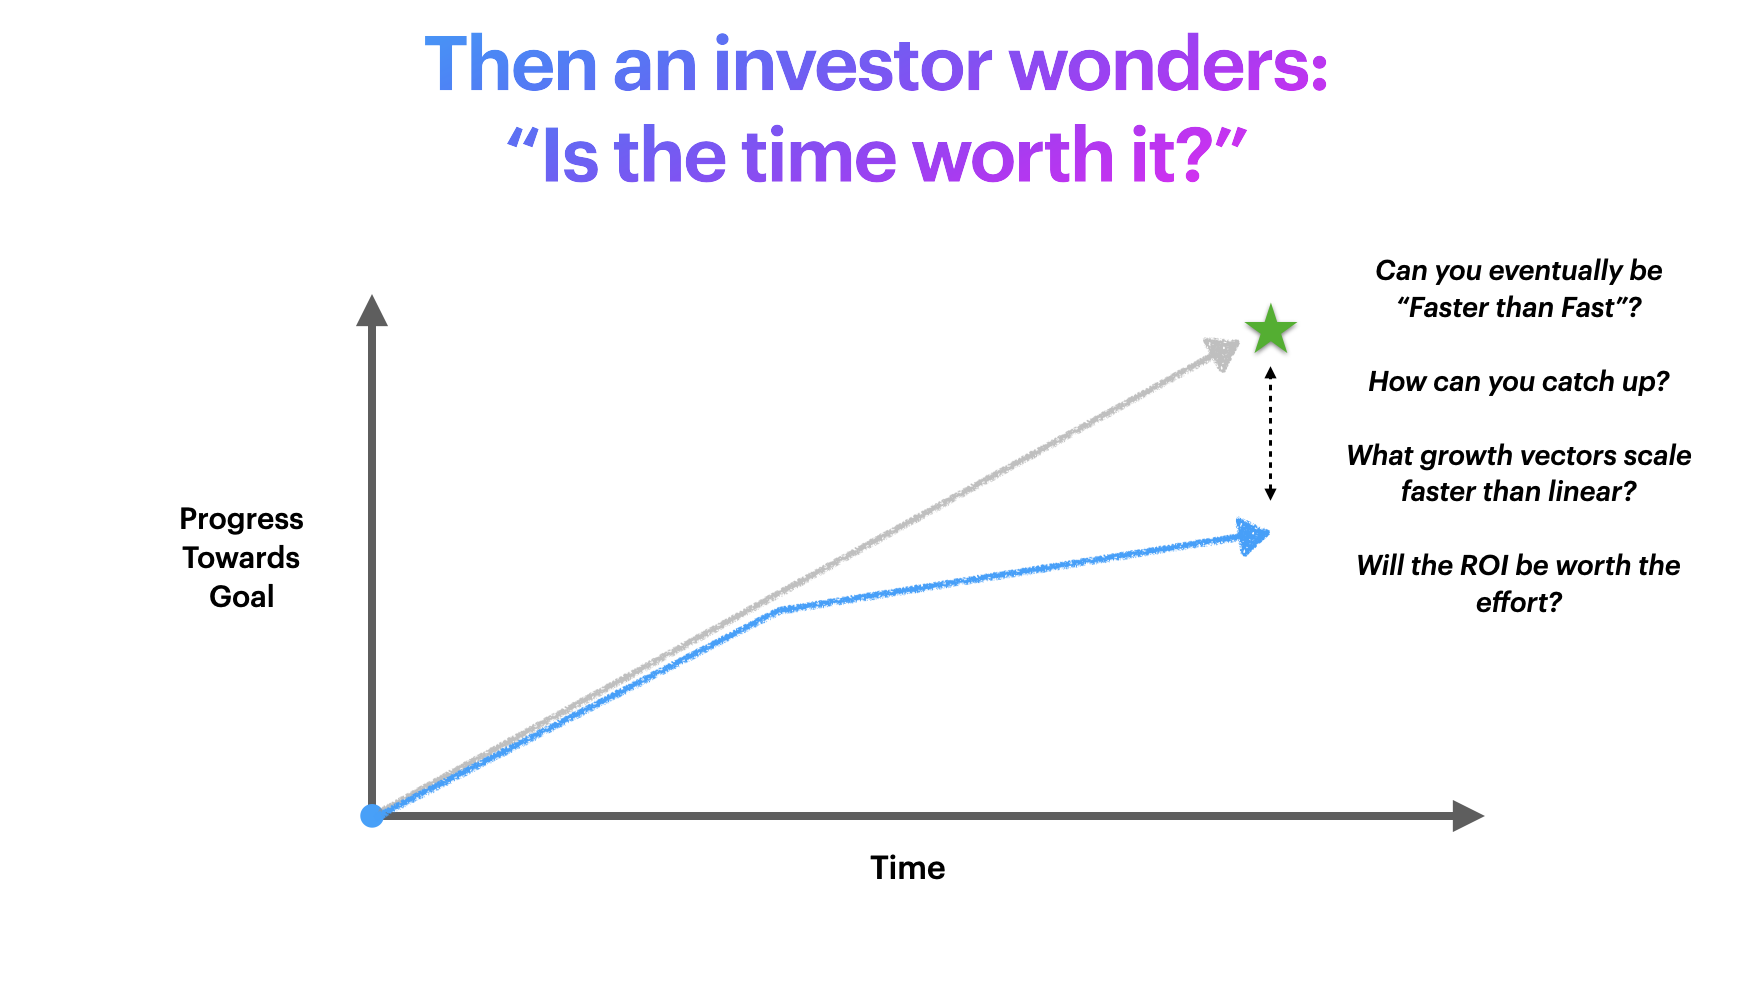 Then an investor wonders:
“Is the time worth it?”
Can you eventually be
“Faster than Fast”?
How can you catch up?
What growth vectors scale
faster than linear?
Will the ROI be worth the
effort?
Progress
Towards
Goal
Time